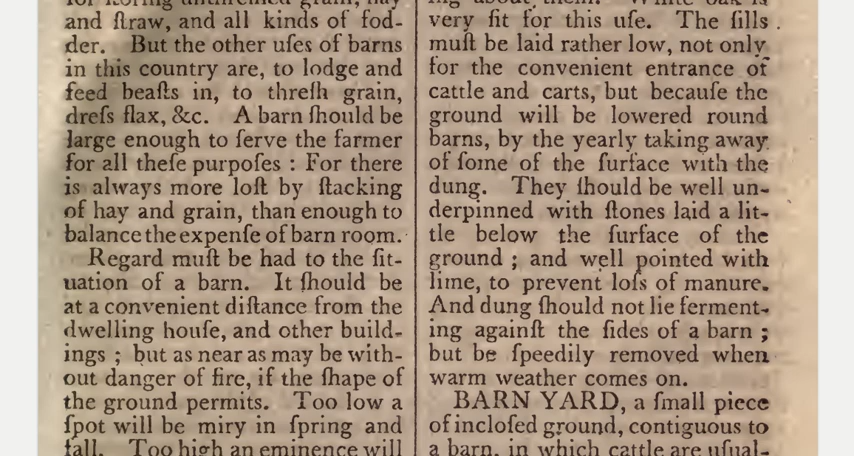 and ſtraw, and all kinds of fod-
der. But the other uſes of barns
in this country are, to lodge and
feed beaſts in, to threſh grain,
dreſs flax, &c. A barn ſhould be
large enough to ſerve the farmer
for all theſe purpoſes : For there
is always more loſt by ſtacking
of hay and grain, than enough to
balance the expenſe of barn room.
Regard muſt be had to the ſit-
uation of a barn. It ſhould be
at a convenient diſtance from the
dwelling houſe, and other build-
ings ; but as near as may be with-
out danger of fire, if the ſhape of
the ground permits. Too low a
ſpot will be miry in ſpring and
fall. Too high an eminence will
very fit for this uſe. The ſills
muſt be laid rather low, not only
for the convenient entrance of
cattle and carts, but becauſe the
ground will be lowered round
barns, by the yearly taking away
of ſome of the ſurface with the
dung. They ſhould be well un-
derpinned with ſtones laid a lit-
tle below the ſurface of the
ground ; and well pointed with
lime, to prevent loſs of manure.
And dung ſhould not lie ferment-
ing againſt the ſides of a barn ;
but be ſpeedily removed when
warm weather comes on.
BARN YARD, a ſmall piece
of incloſed ground, contiguous to
a barn, in which cattle are uſual-